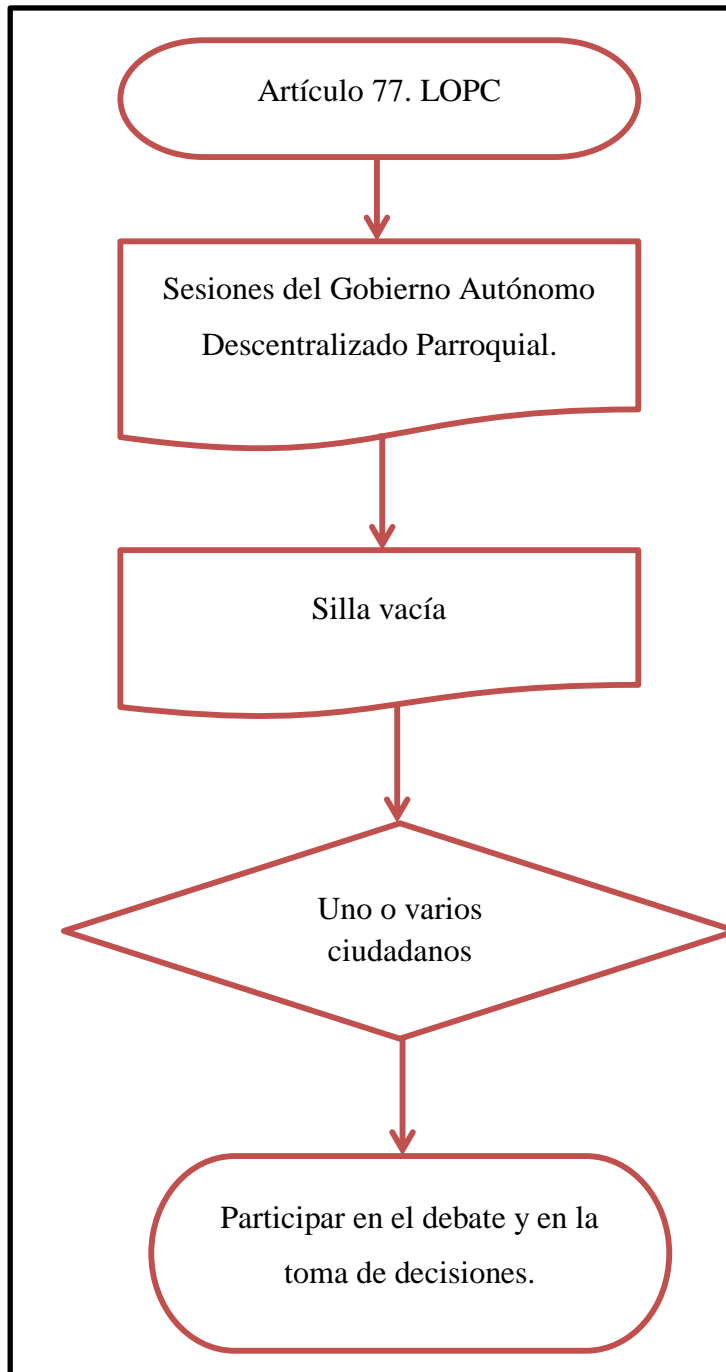 Artículo 77. LOPC
Sesiones del Gobierno Autónomo
Descentralizado Parroquial.
Silla vacía
Uno o varios
ciudadanos
Participar en el debate y en la
toma de decisiones.